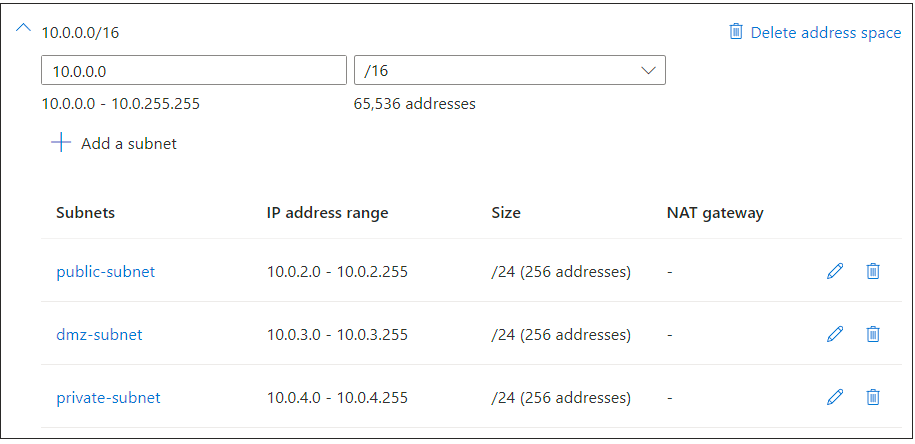 10.0.0.0/16 Delete address space
10.0.0.0 /16
10.0.0.0 - 10.0.255.255 65,536 addresses
Add a subnet
Subnets IP address range Size NAT gateway
public-subnet 10.0.2.0 - 10.0.2.255 /24 (256 addresses) -
dmz-subnet 10.0.3.0 - 10.0.3.255 /24 (256 addresses) -
private-subnet 10.0.4.0 - 10.0.4.255 /24 (256 addresses) -